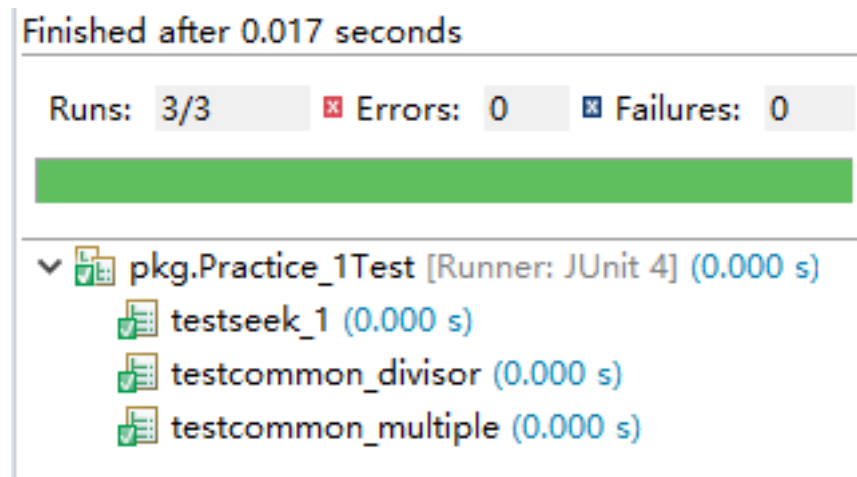 Finished after 0.017 seconds
Runs: 3/3 Errors: 0 Failures: 0
pkg.Practice_1Test [Runner: JUnit 4] (0.000 s)
testseek_1 (0.000 s)
testcommon_divisor (0.000 s)
testcommon_multiple (0.000 s)